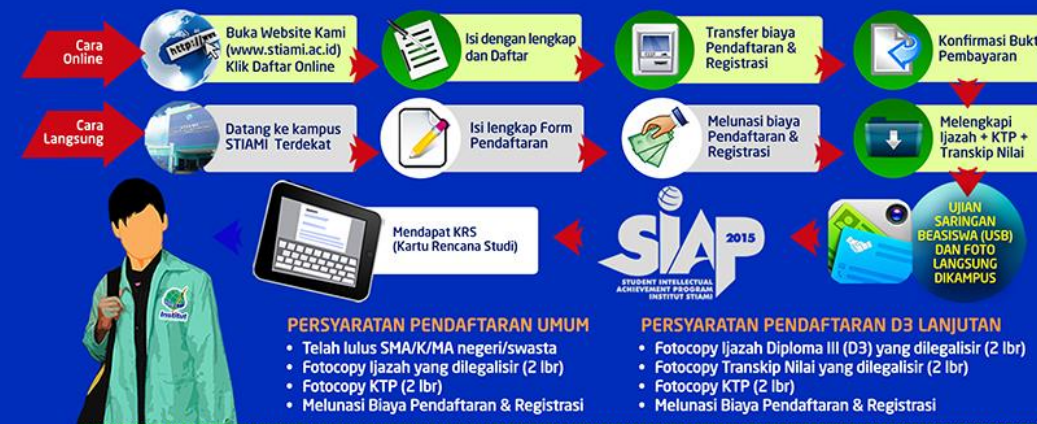 Cara
Online
http://www
Buka Website Kami
(www.stiami.ac.id)
Klik Daftar Online
Isi dengan lengkap
dan Daftar
Transfer biaya
Pendaftaran &
Registrasi
Konfirmasi Bukt
Pembayaran
Cara
Langsung
Datang ke kampus
STIAMI Terdekat
Isi lengkap Form
Pendaftaran
Melunasi biaya
Pendaftaran &
Registrasi
Melengkapi
Ijazah + KTP +
Transkip Nilai
UJIAN
SARINGAN
BEASISWA (USB)
DAN FOTO
LANGSUNG
DIKAMPUS
SIAP 2015
STUDENT INTELLECTUAL
ACHIEVEMENT PROGRAM
INSTITUT STIAMI
Mendapat KRS
(Kartu Rencana Studi)
Institut
PERSYARATAN PENDAFTARAN UMUM
• Telah lulus SMA/K/MA negeri/swasta
• Fotocopy Ijazah yang dilegalisir (2 lbr)
• Fotocopy KTP (2 lbr)
• Melunasi Biaya Pendaftaran & Registrasi
PERSYARATAN PENDAFTARAN D3 LANJUTAN
• Fotocopy Ijazah Diploma III (D3) yang dilegalisir (2 lbr)
• Fotocopy Transkip Nilai yang dilegalisir (2 lbr)
• Fotocopy KTP (2 lbr)
• Melunasi Biaya Pendaftaran & Registrasi